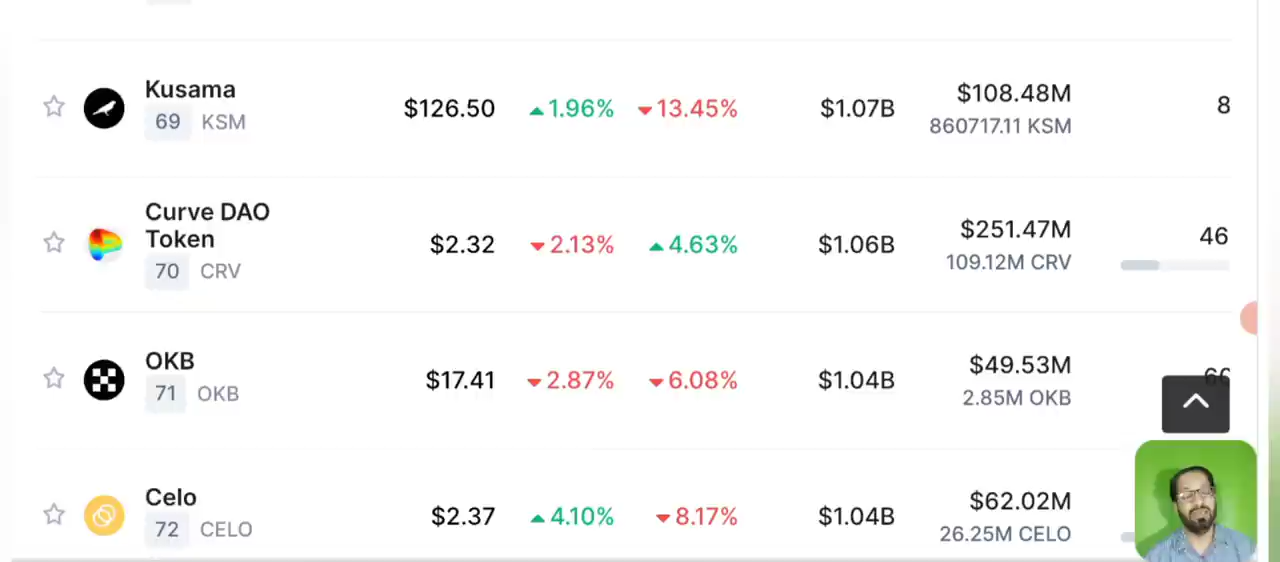 Kusama
69 KSM
$126.50
1.96%
13.45%
$1.07B
$108.48M
860717.11 KSM
8
Curve DAO
Token
70 CRV
$2.32
2.13%
4.63%
$1.06B
$251.47M
109.12M CRV
46
OKB
71 OKB
$17.41
2.87%
6.08%
$1.04B
$49.53M
2.85M OKB
Celo
72 CELO
$2.37
4.10%
8.17%
$1.04B
$62.02M
26.25M CELO